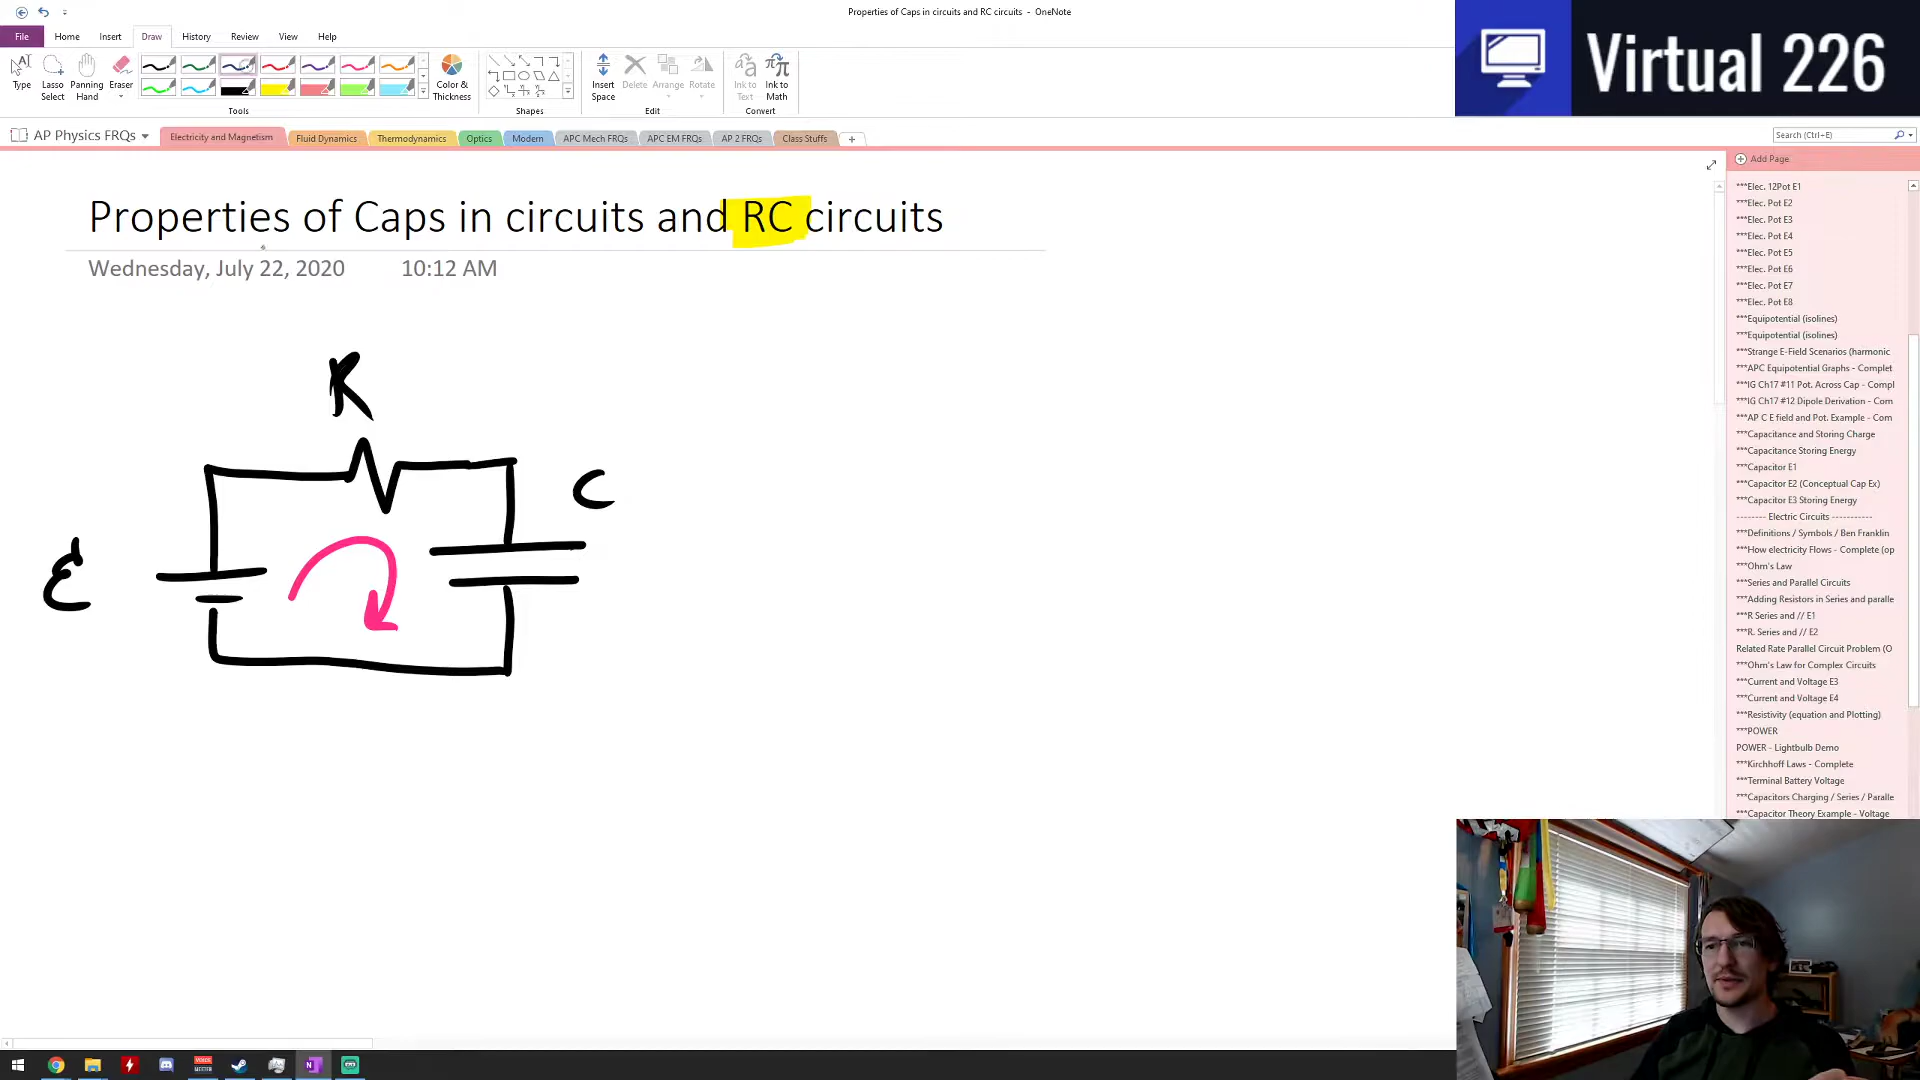 Properties of Caps in circuits and RC circuits - OneNote
File Home Insert Draw History Review View Help
Virtual 226
Type
Lasso Select
Panning Hand
Eraser
Color & Thickness
Insert Space
Delete
Arrange
Rotate
Ink to Text
Ink to Math
Tools
Shapes
Edit
Convert
AP Physics FRQs
Electricity and Magnetism
Fluid Dynamics
Thermodynamics
Optics
Modern
APC Mech FRQs
APC EM FRQs
AP 2 FRQs
Class Stuffs
Search (Ctrl+E)
Add Page
Properties of Caps in circuits and RC circuits
Wednesday, July 22, 2020 10:12 AM
R
C
ℰ
***Elec. 12Pot E1
***Elec. Pot E2
***Elec. Pot E3
***Elec. Pot E4
***Elec. Pot E5
***Elec. Pot E6
***Elec. Pot E7
***Elec. Pot E8
***Equipotential (isolines)
***Equipotential (isolines)
***Strange E-Field Scenarios (harmonic
***APC Equipotential Graphs - Complet
***IG Ch17 #11 Pot. Across Cap - Compl
***IG Ch17 #12 Dipole Derivation - Com
***AP C E field and Pot. Example - Com
***Capacitance and Storing Charge
***Capacitance Storing Energy
***Capacitor E1
***Capacitor E2 (Conceptual Cap Ex)
***Capacitor E3 Storing Energy
-------- Electric Circuits -----------
***Definitions / Symbols / Ben Franklin
***How electricity Flows - Complete (op
***Ohm's Law
***Series and Parallel Circuits
***Adding Resistors in Series and paralle
***R Series and // E1
***R. Series and // E2
Related Rate Parallel Circuit Problem (O
***Ohm's Law for Complex Circuits
***Current and Voltage E3
***Current and Voltage E4
***Resistivity (equation and Plotting)
***POWER
POWER - Lightbulb Demo
***Kirchhoff Laws - Complete
***Terminal Battery Voltage
***Capacitors Charging / Series / Paralle
***Capacitor Theory Example - Voltage